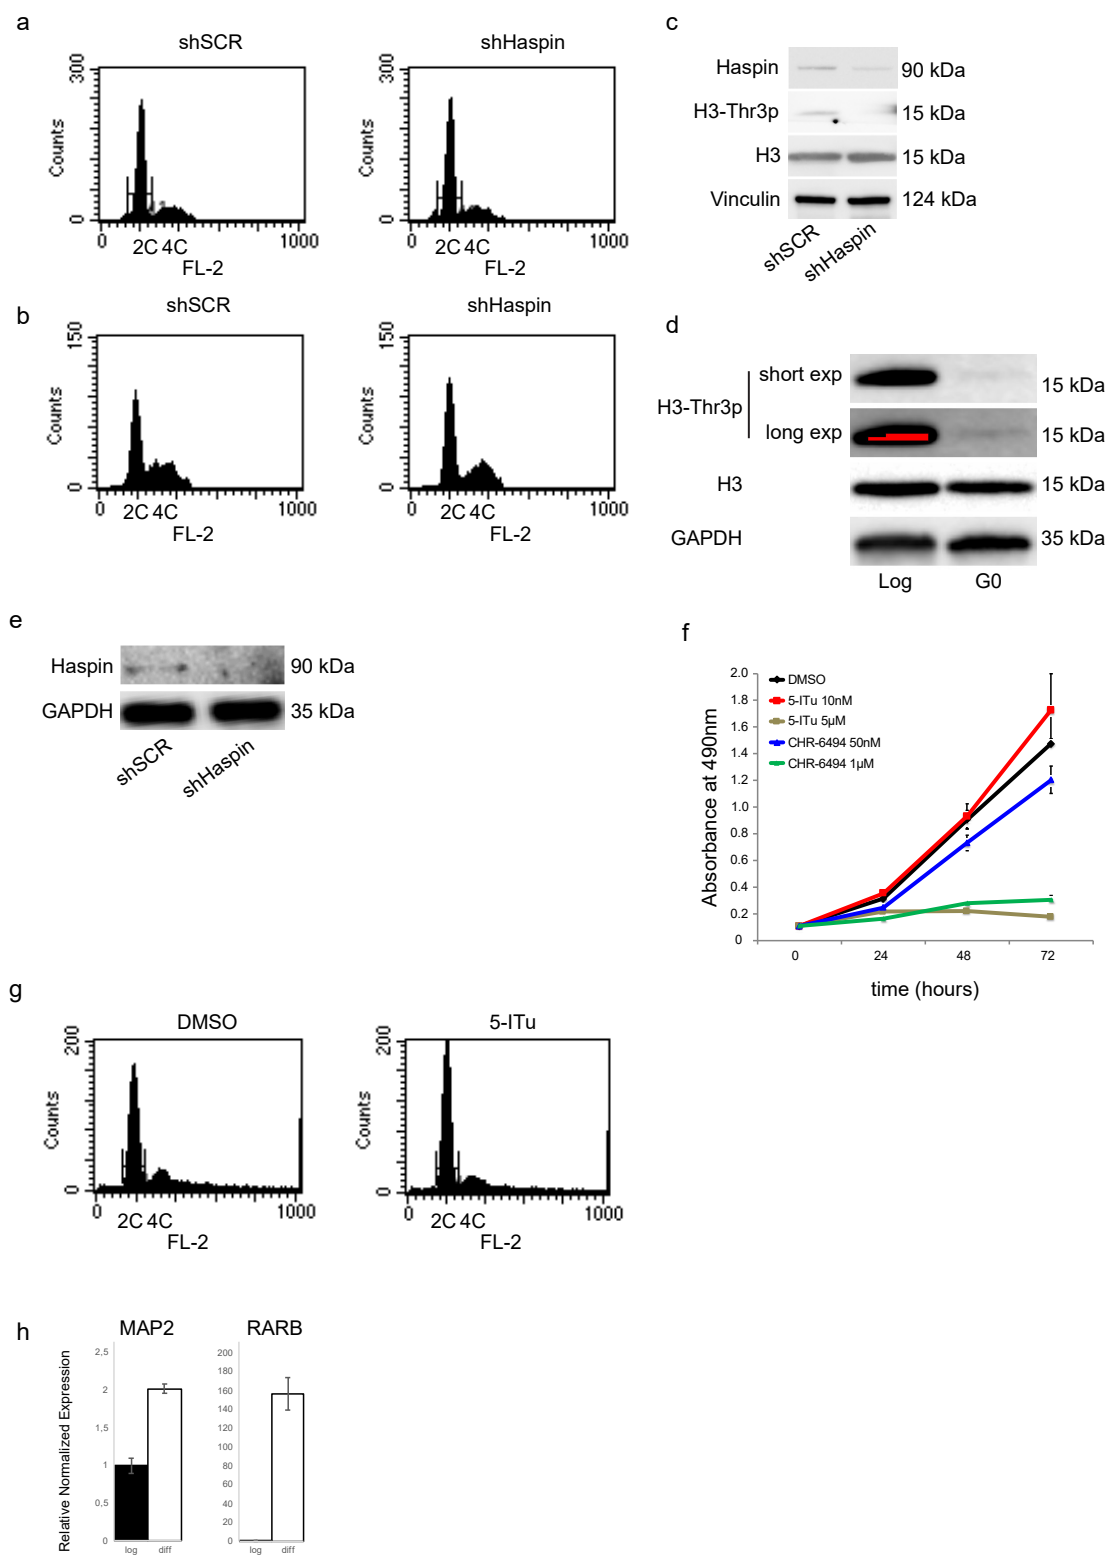 a
shSCR
shHaspin
300
Counts
0
0
2C 4C
1000
FL-2
300
Counts
0
0
2C 4C
1000
FL-2
b
shSCR
shHaspin
150
Counts
0
0
2C 4C
1000
FL-2
150
Counts
0
0
2C 4C
1000
FL-2
c
Haspin 90 kDa
H3-Thr3p 15 kDa
H3 15 kDa
Vinculin 124 kDa
shSCR
shHaspin
d
H3-Thr3p
short exp 15 kDa
long exp 15 kDa
H3 15 kDa
GAPDH 35 kDa
Log G0
e
Haspin 90 kDa
GAPDH 35 kDa
shSCR
shHaspin
f
Absorbance at 490nm
2.0
1.8
1.6
1.4
1.2
1.0
0.8
0.6
0.4
0.2
0
DMSO
5-ITu 10nM
5-ITu 5µM
CHR-6494 50nM
CHR-6494 1µM
0 24 48 72
time (hours)
g
DMSO
5-ITu
200
Counts
0
0
2C 4C
1000
FL-2
200
Counts
0
0
2C 4C
1000
FL-2
h
MAP2
RARB
Relative Normalized Expression
2,5
2
1,5
1
0,5
0
log diff
200
180
160
140
120
100
80
60
40
20
0
log diff